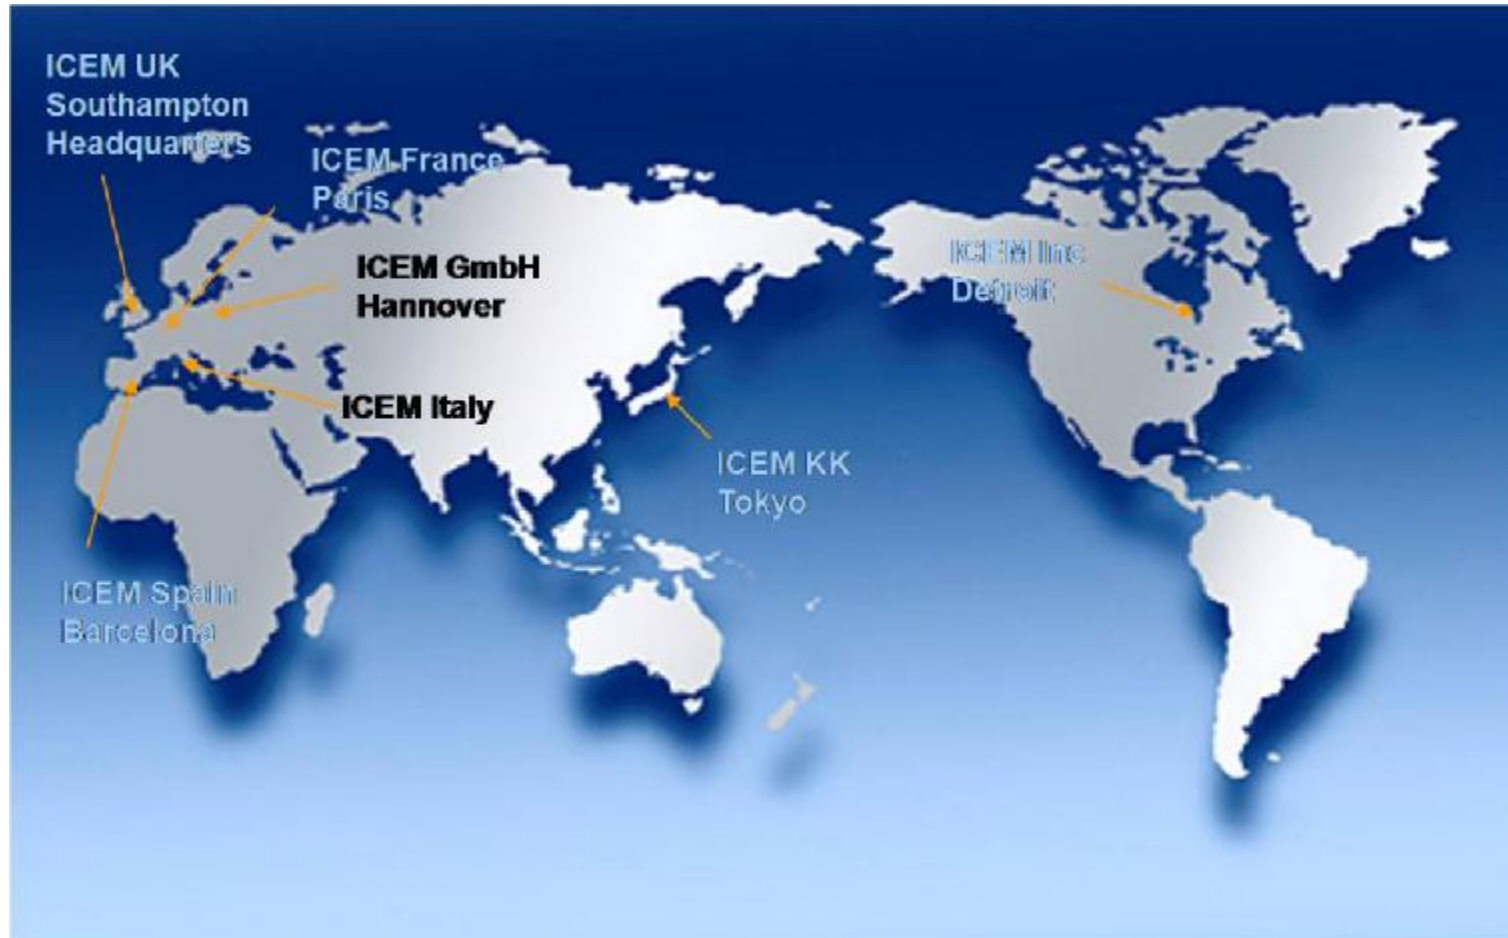 ICEM UK
Southampton
Headquarters
ICEM France
Paris
ICEM GmbH
Hannover
ICEM Inc
Detroit
ICEM Italy
ICEM KK
Tokyo
ICEM Spain
Barcelona